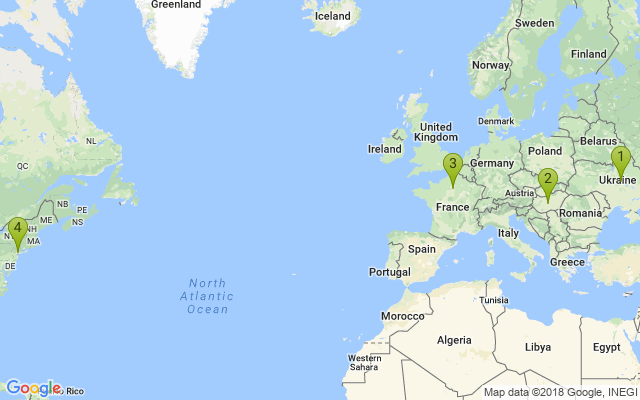 Greenland
Iceland
Sweden
Finland
Norway
United
Kingdom
Denmark
Ireland
Belarus
Poland
Germany
1
Ukraine
2
3
Austria
France
Romania
Italy
Spain
Portugal
Greece
NL
QC
NB
PE
ME
NS
NH
MA
4
DE
North
Atlantic
Ocean
Tunisia
Morocco
Algeria
Libya
Egypt
Western
Sahara
Google
to Rico
Map data ©2018 Google, INEGI